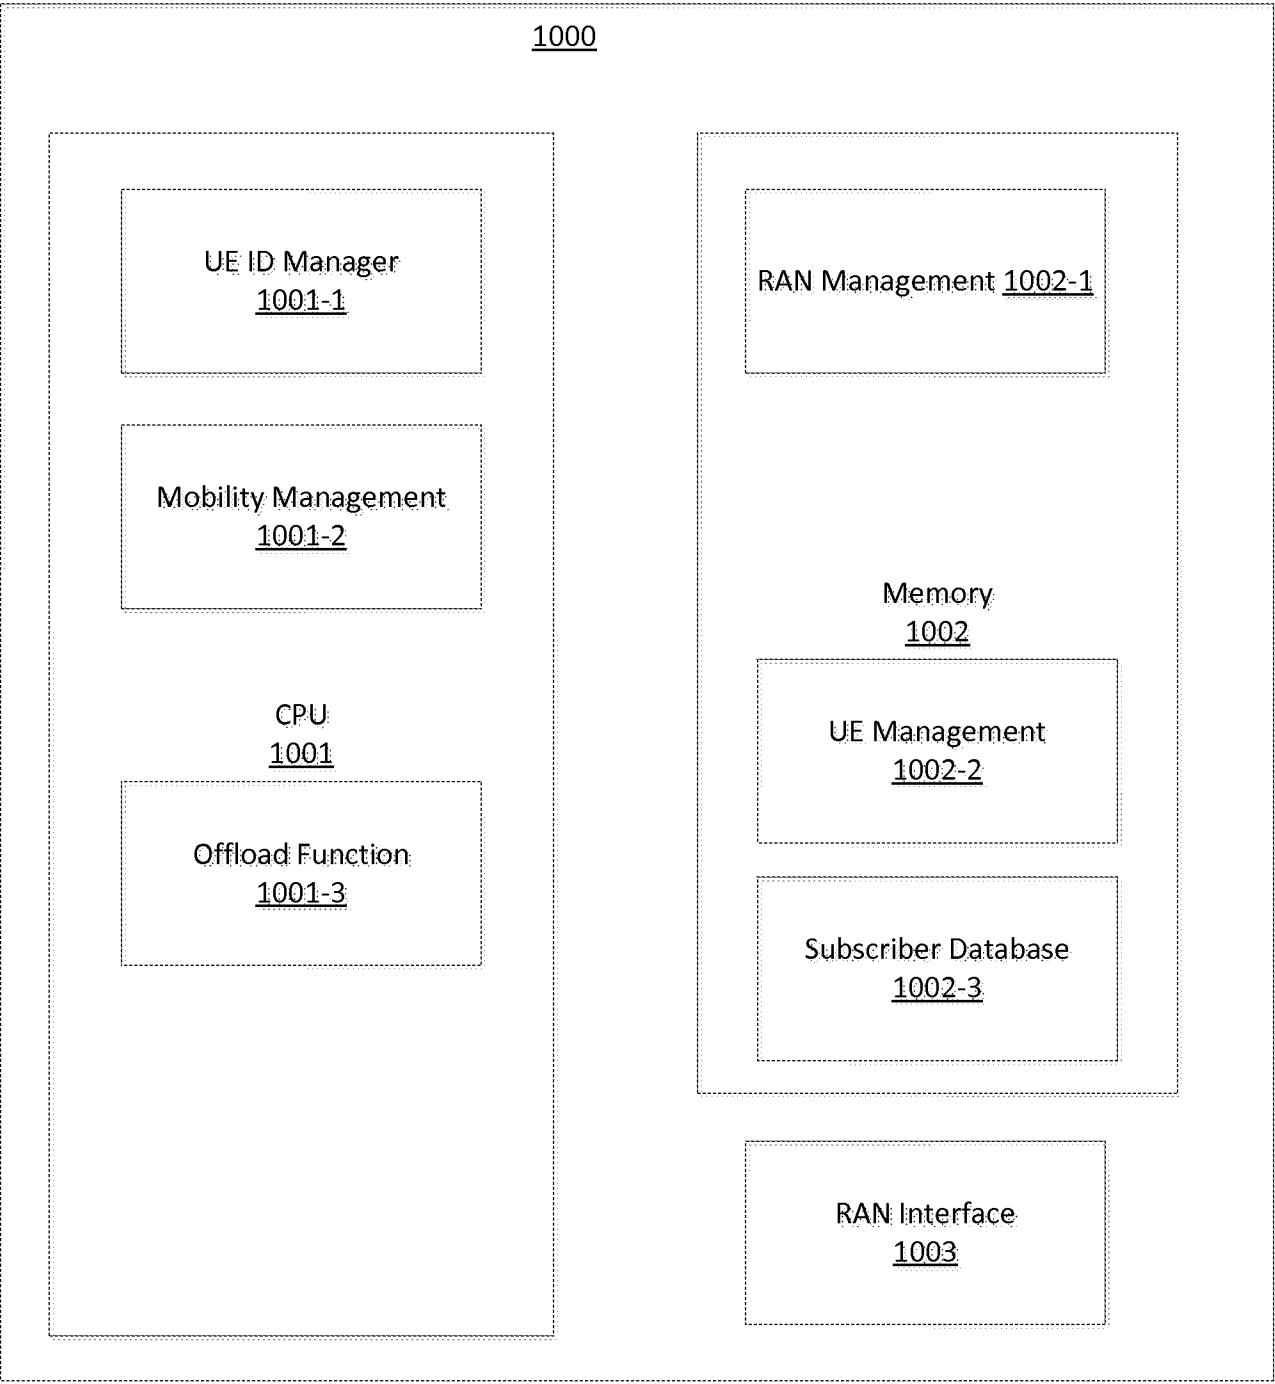 1000
UE ID Manager
1001-1
Mobility Management
1001-2
CPU
1001
Offload Function
1001-3
RAN Management 1002-1
Memory
1002
UE Management
1002-2
Subscriber Database
1002-3
RAN Interface
1003